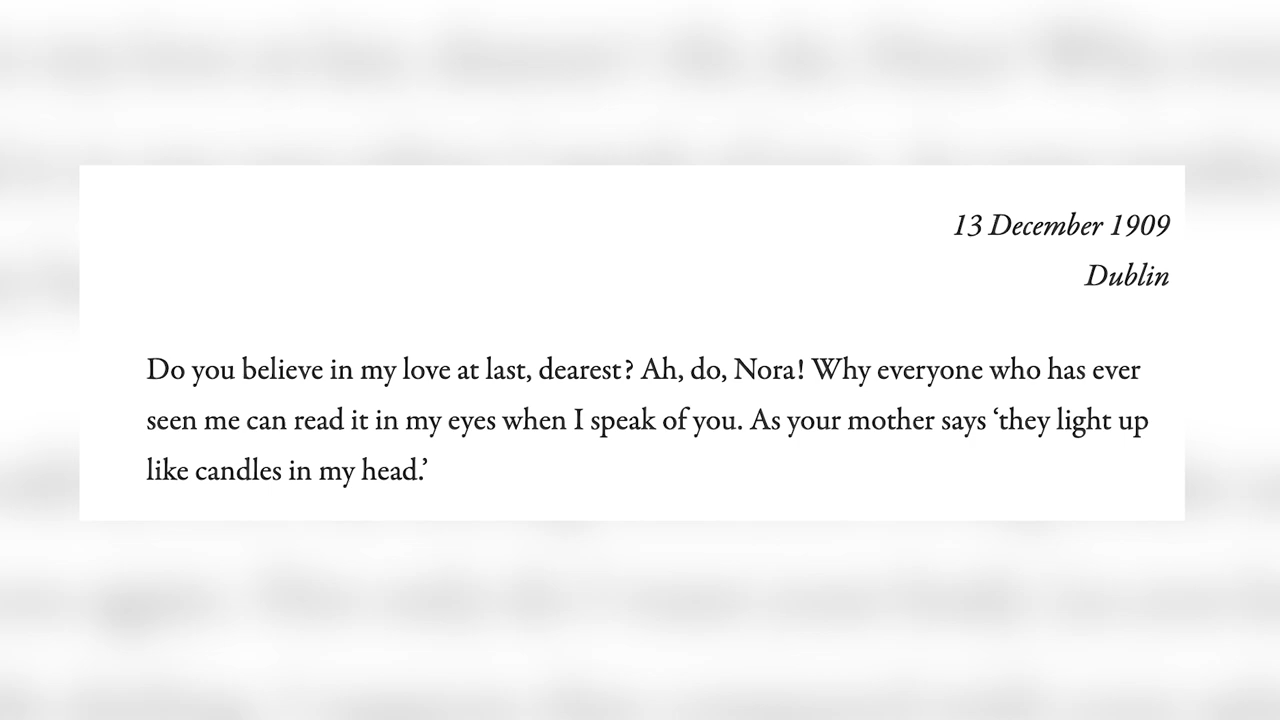 13 December 1909
Dublin
Do you believe in my love at last, dearest? Ah, do, Nora! Why everyone who has ever
seen me can read it in my eyes when I speak of you. As your mother says ‘they light up
like candles in my head.’